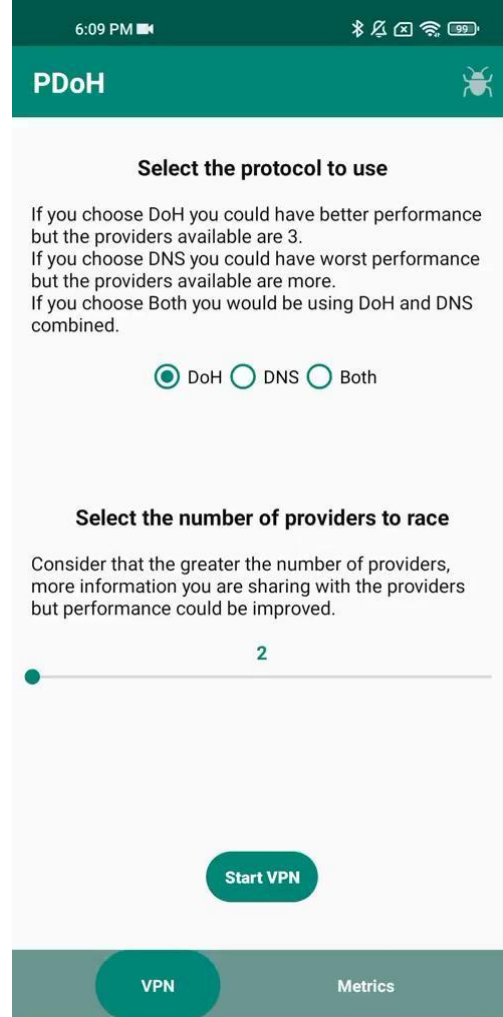 6:09 PM
99
PDoH
Select the protocol to use
If you choose DoH you could have better performance
but the providers available are 3.
If you choose DNS you could have worst performance
but the providers available are more.
If you choose Both you would be using DoH and DNS
combined.
DoH DNS Both
Select the number of providers to race
Consider that the greater the number of providers,
more information you are sharing with the providers
but performance could be improved.
2
Start VPN
VPN Metrics